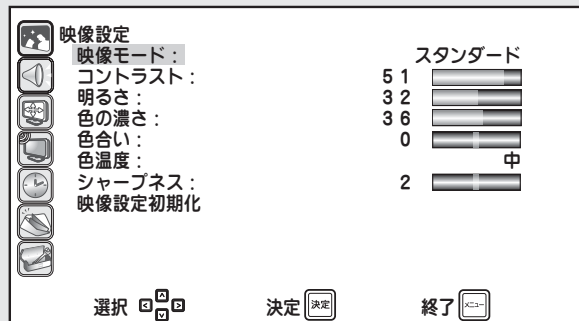 映像設定
映像モード： スタンダード
コントラスト： 51
明るさ： 32
色の濃さ： 36
色合い： 0
色温度： 中
シャープネス： 2
映像設定初期化
選択 決定 決定 終了 メニュー